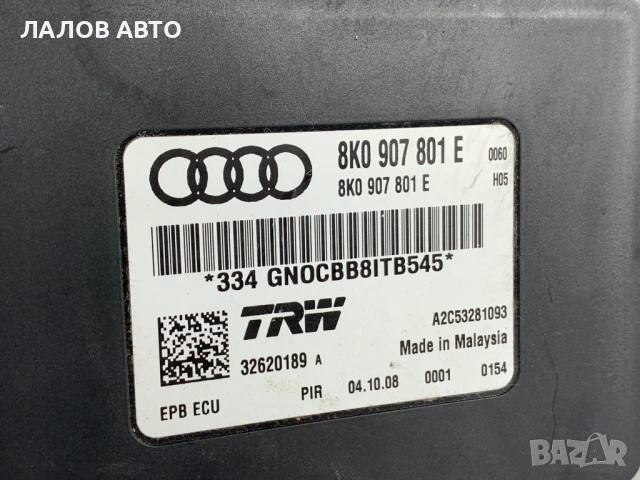 ЛАЛОВ АВТО
8K0 907 801 E 0060
8K0 907 801 E H05
*334 GNOCBB8ITB545*
TRW
A2C53281093
32620189 A Made in Malaysia
EPB ECU PIR 04.10.08 0001 0154
BAZAR